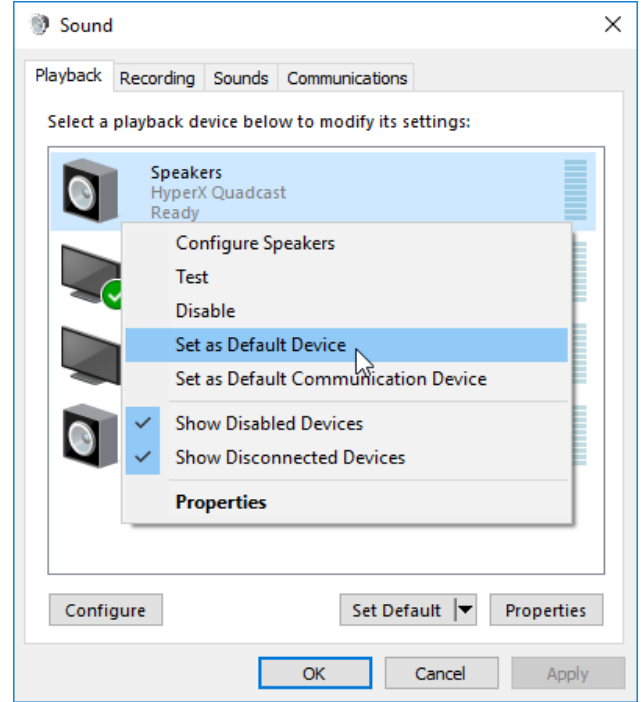 Sound
Playback Recording Sounds Communications
Select a playback device below to modify its settings:
Speakers
HyperX Quadcast
Ready
Configure Speakers
Test
Disable
Set as Default Device
Set as Default Communication Device
Show Disabled Devices
Show Disconnected Devices
Properties
Configure Set Default Properties
OK Cancel Apply